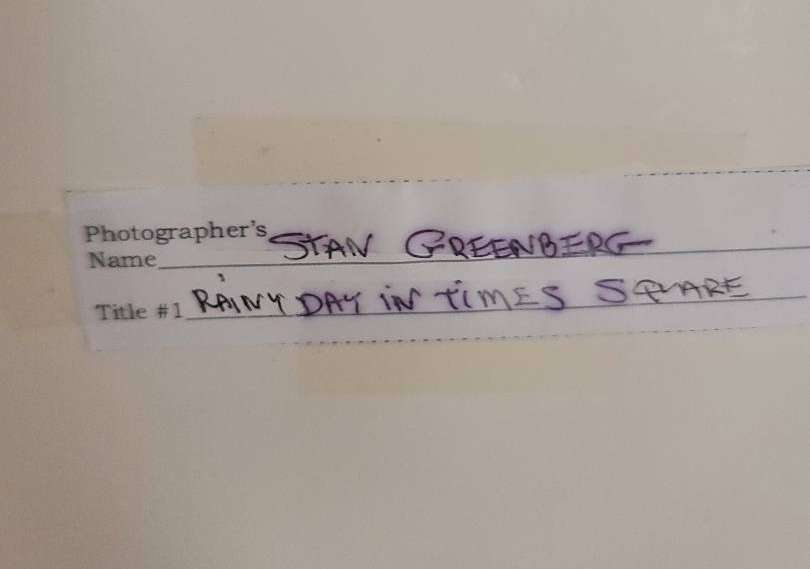 Photographer's
Name STAN GREENBERG
Title #1 RAINY DAY IN TIMES SQUARE